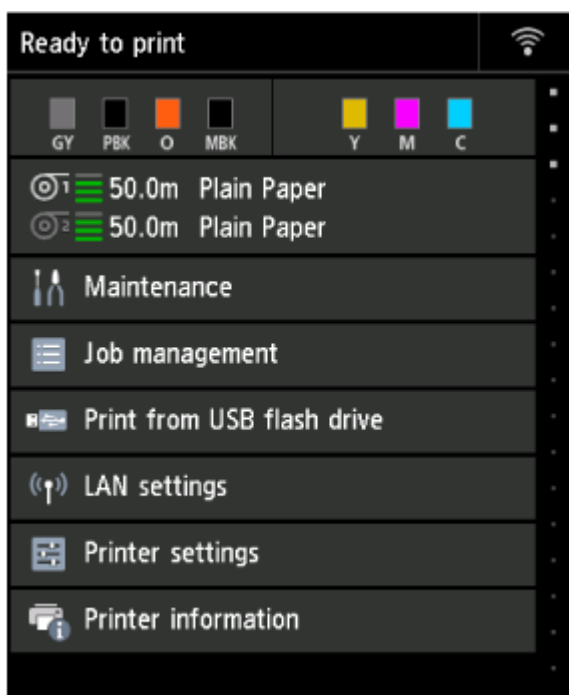 Ready to print
GY PBK O MBK Y M C
1 50.0m Plain Paper
2 50.0m Plain Paper
Maintenance
Job management
Print from USB flash drive
LAN settings
Printer settings
Printer information